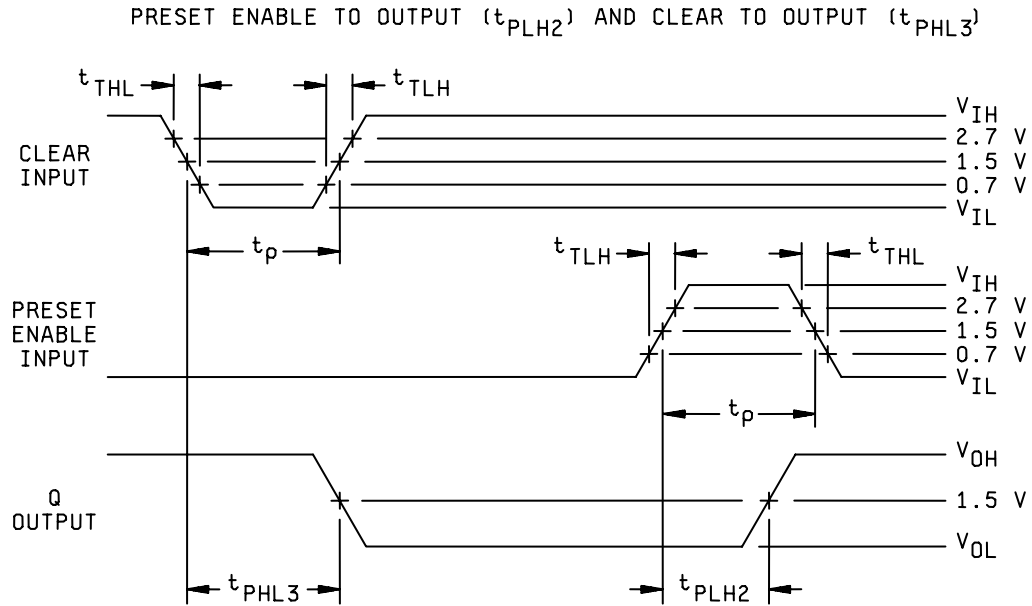 PRESET ENABLE TO OUTPUT (tPLH2) AND CLEAR TO OUTPUT (tPHL3)
tTHL
tTLH
CLEAR
INPUT
VIH
2.7 V
1.5 V
0.7 V
VIL
tp
tTLH
tTHL
PRESET
ENABLE
INPUT
VIH
2.7 V
1.5 V
0.7 V
VIL
tp
Q
OUTPUT
VOH
1.5 V
VOL
tPHL3
tPLH2